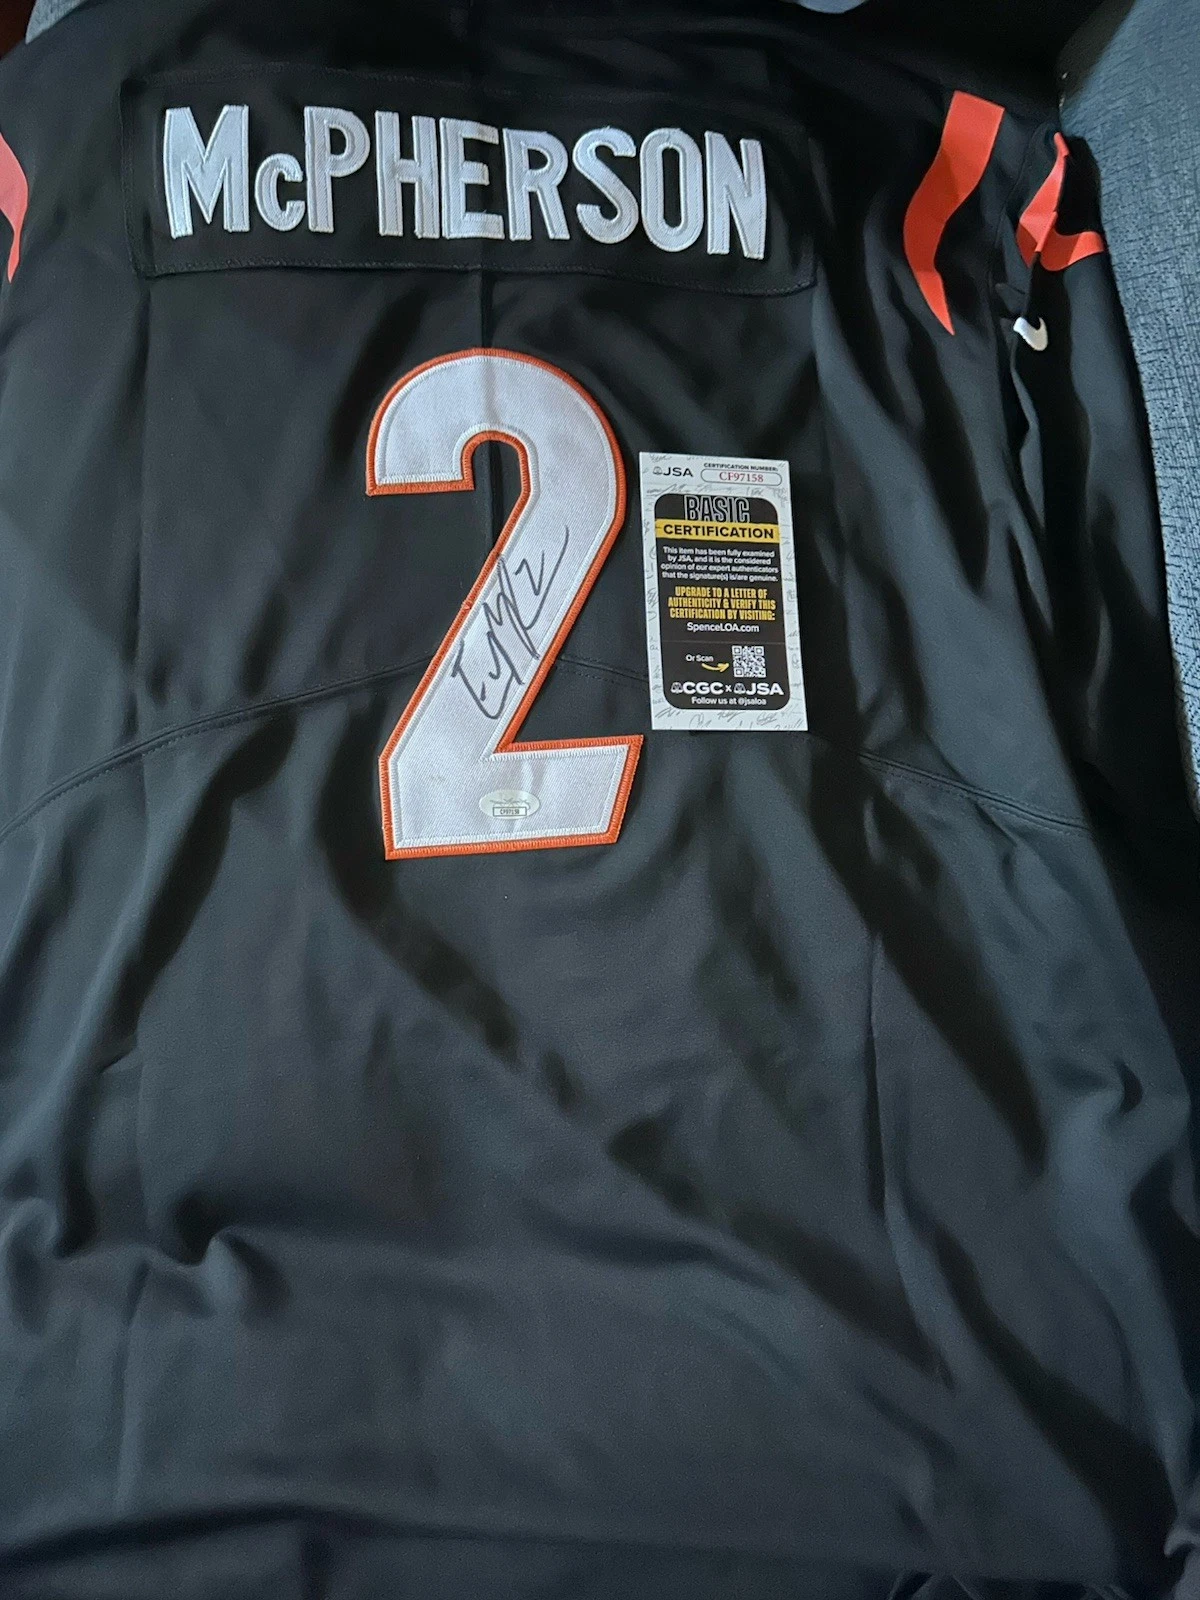 McPHERSON
2
JSA
CERTIFICATION NUMBER:
CF97158
BASIC
CERTIFICATION
This item has been fully examined
by JSA, and it is the considered
opinion of our expert authenticators
that the signature(s) is/are genuine.
UPGRADE TO A LETTER OF
AUTHENTICITY & VERIFY THIS
CERTIFICATION BY VISITING:
SpenceLOA.com
Or Scan
CGC x JSA
Follow us at @jsaloa
CF97158